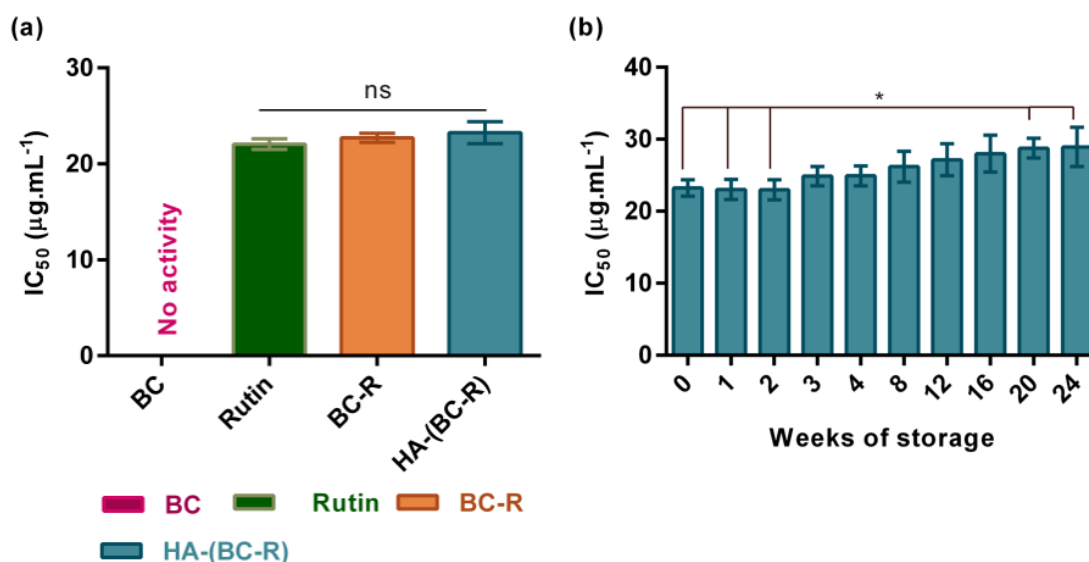 (a)
30
20
10
0
IC₅₀ (µg.mL⁻¹)
No activity
ns
BC
Rutin
BC-R
HA-(BC-R)
BC
Rutin
BC-R
HA-(BC-R)
(b)
40
30
20
10
0
IC₅₀ (µg.mL⁻¹)
*
0
1
2
3
4
8
12
16
20
24
Weeks of storage